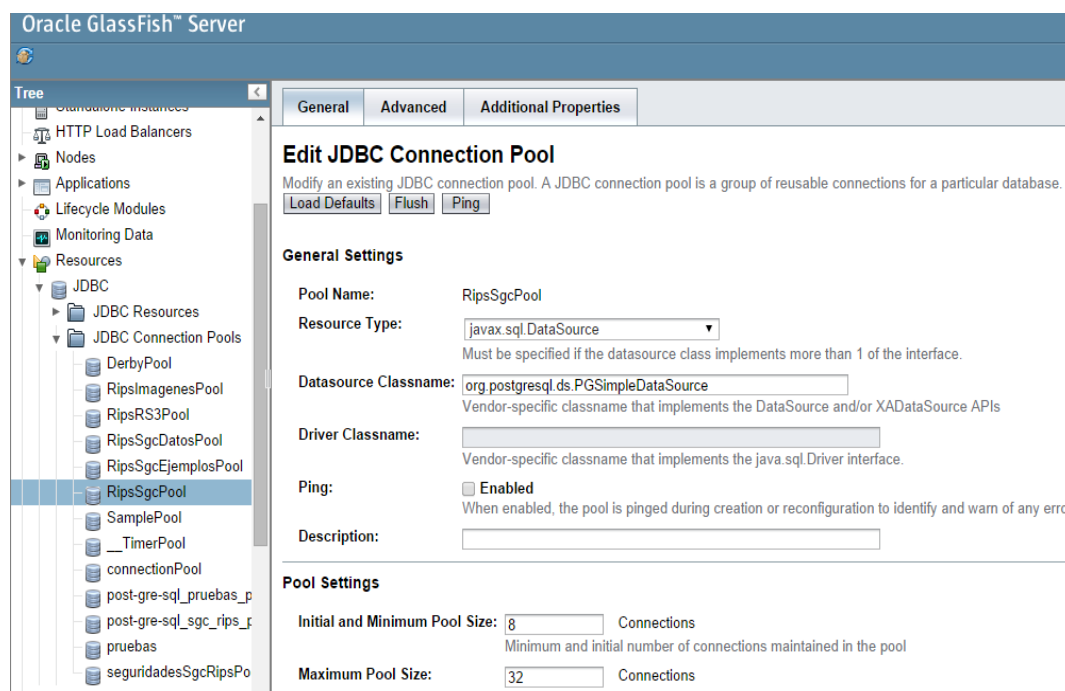 Oracle GlassFish™ Server
Tree
Standalone Instances
HTTP Load Balancers
Nodes
Applications
Lifecycle Modules
Monitoring Data
Resources
JDBC
JDBC Resources
JDBC Connection Pools
DerbyPool
RipsImagenesPool
RipsRS3Pool
RipsSgcDatosPool
RipsSgcEjemplosPool
RipsSgcPool
SamplePool
__TimerPool
connectionPool
post-gre-sql_pruebas_p
post-gre-sql_sgc_rips_p
pruebas
seguridadesSgcRipsPo
General Advanced Additional Properties
Edit JDBC Connection Pool
Modify an existing JDBC connection pool. A JDBC connection pool is a group of reusable connections for a particular database.
Load Defaults Flush Ping
General Settings
Pool Name: RipsSgcPool
Resource Type: javax.sql.DataSource
Must be specified if the datasource class implements more than 1 of the interface.
Datasource Classname: org.postgresql.ds.PGSimpleDataSource
Vendor-specific classname that implements the DataSource and/or XADataSource APIs
Driver Classname:
Vendor-specific classname that implements the java.sql.Driver interface.
Ping: Enabled
When enabled, the pool is pinged during creation or reconfiguration to identify and warn of any erro
Description:
Pool Settings
Initial and Minimum Pool Size: 8 Connections
Minimum and initial number of connections maintained in the pool
Maximum Pool Size: 32 Connections